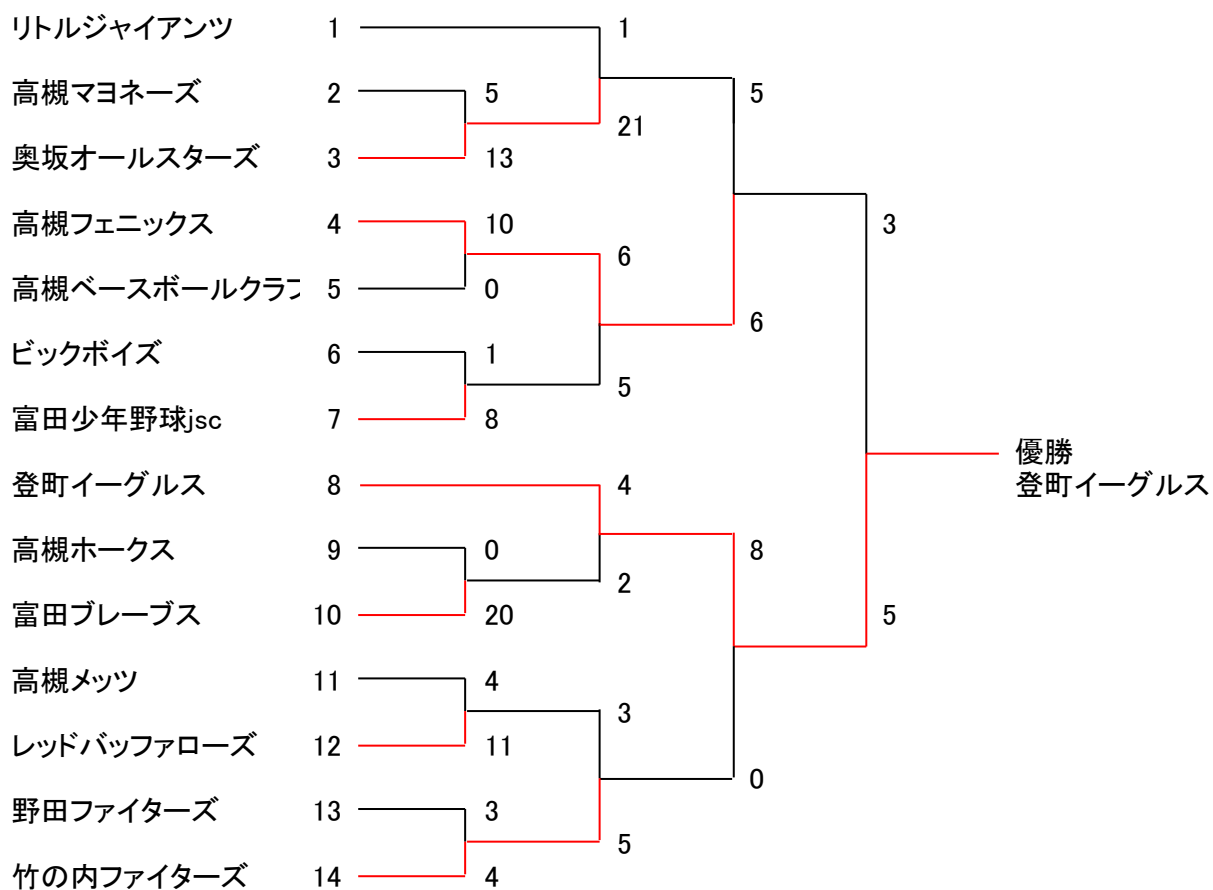 リトルジャイアンツ 1 1
高槻マヨネーズ 2 5 5
21
奥坂オールスターズ 3 13
高槻フェニックス 4 10 3
6
高槻ベースボールクラブ 5 0
6
ビックボイズ 6 1
5
富田少年野球jsc 7 8
優勝
登町イーグルス 8 4
登町イーグルス
高槻ホークス 9 0 8
2
富田ブレーブス 10 20 5
高槻メッツ 11 4
3
レッドバッファローズ 12 11
0
野田ファイターズ 13 3
5
竹の内ファイターズ 14 4